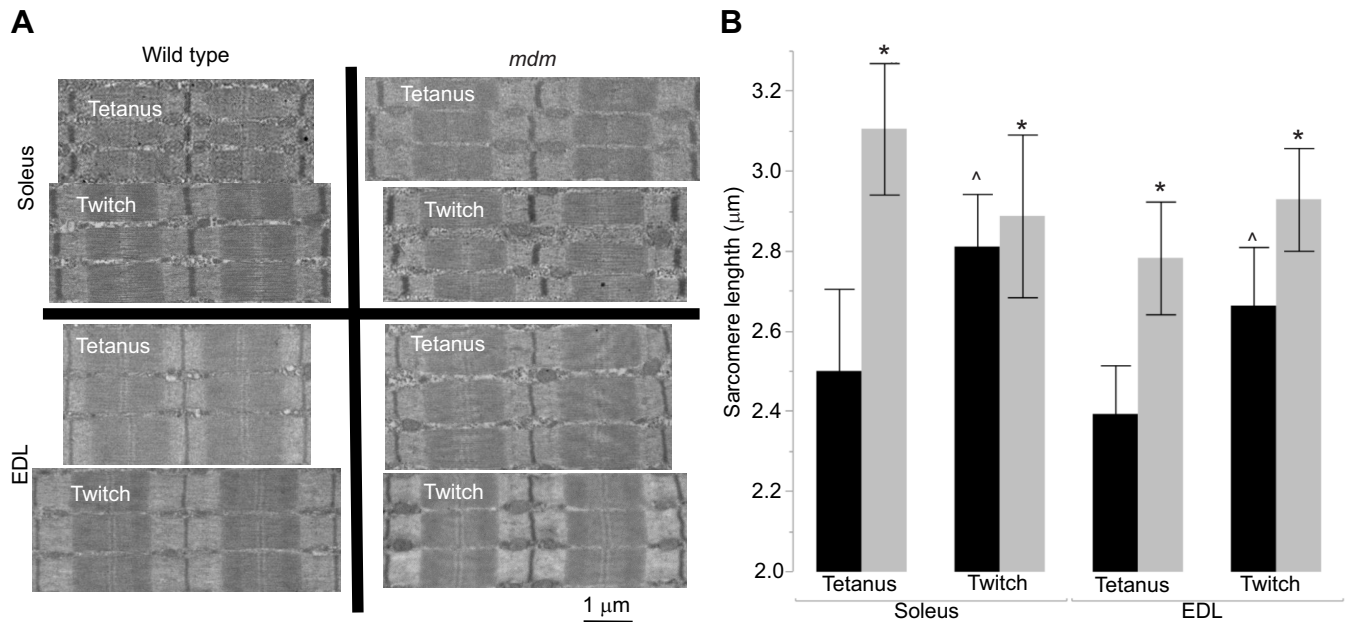 A
Wild type
mdm
Soleus
Tetanus
Tetanus
Twitch
Twitch
EDL
Tetanus
Tetanus
Twitch
Twitch
1 μm
B
Sarcomere lenghth (μm)
3.2
3.0
2.8
2.6
2.4
2.2
2.0
*
^
*
*
^
*
Tetanus
Twitch
Tetanus
Twitch
Soleus
EDL